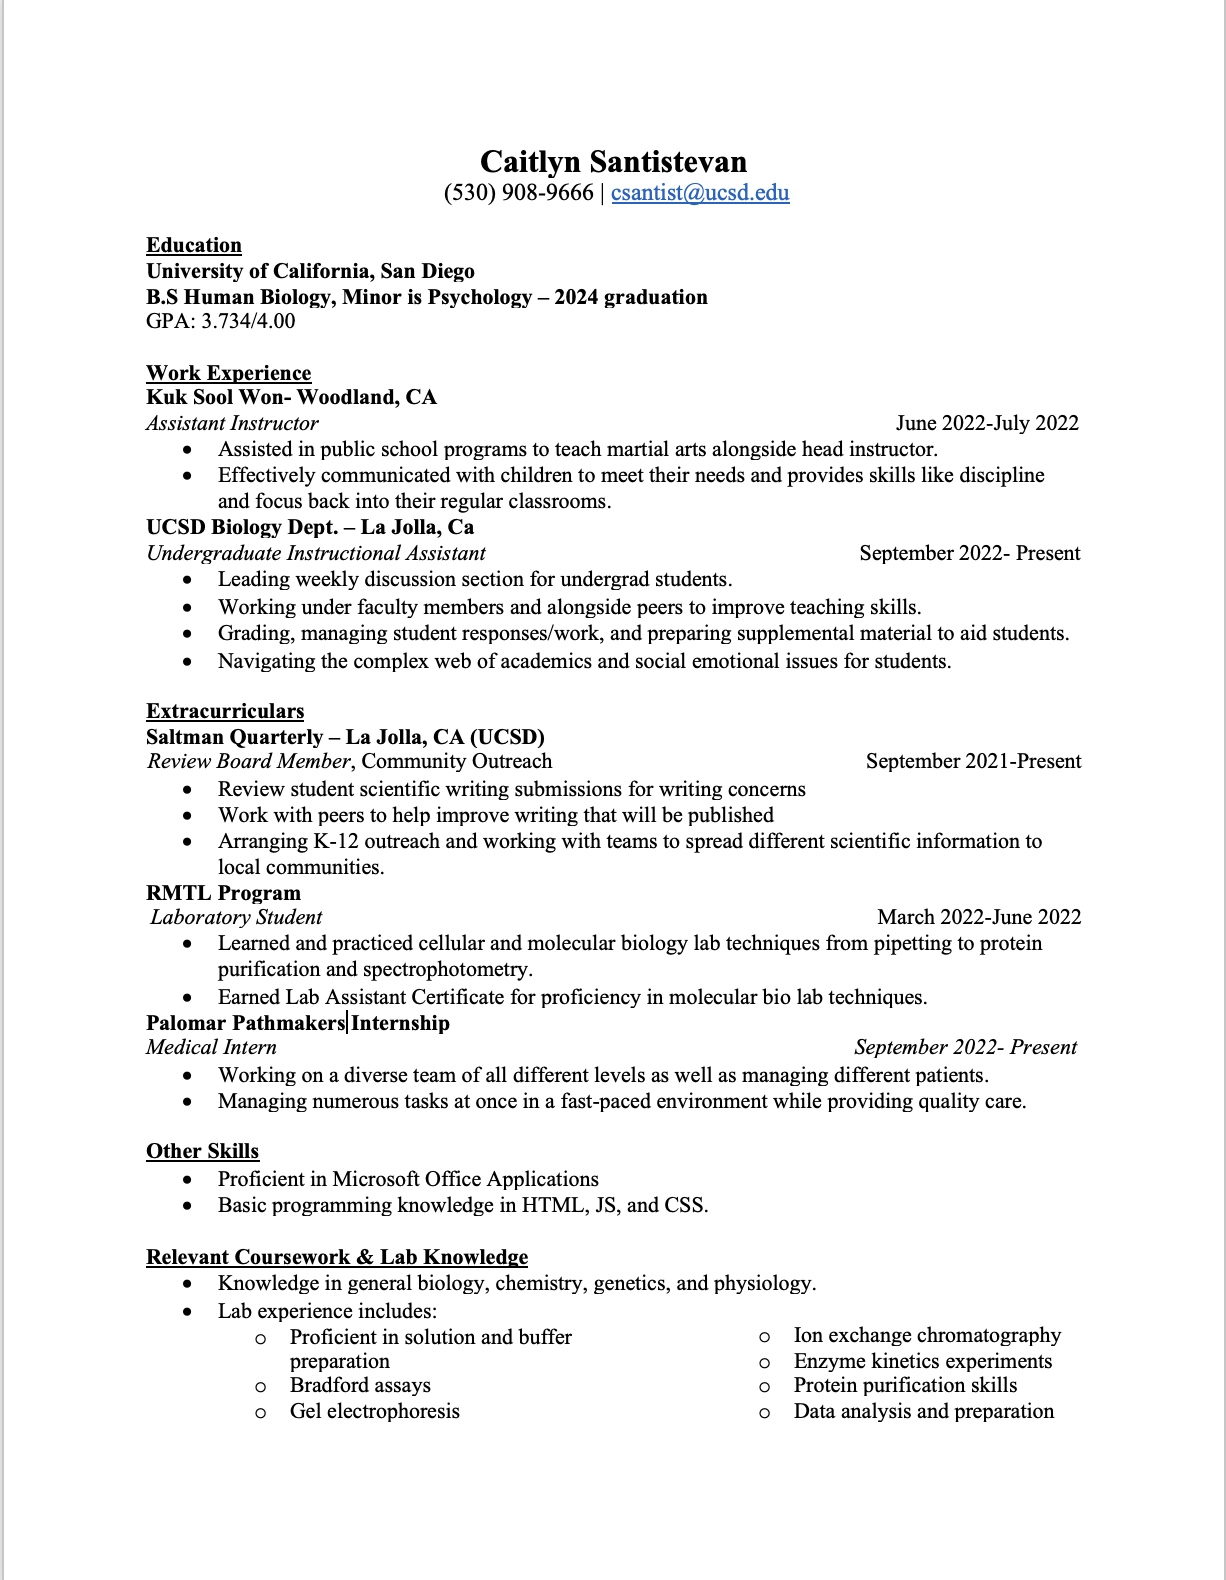 Caitlyn Santistevan
(530) 908-9666 | csantist@ucsd.edu
Education
University of California, San Diego
B.S Human Biology, Minor is Psychology – 2024 graduation
GPA: 3.734/4.00
Work Experience
Kuk Sool Won- Woodland, CA
Assistant Instructor June 2022-July 2022
• Assisted in public school programs to teach martial arts alongside head instructor.
• Effectively communicated with children to meet their needs and provides skills like discipline
and focus back into their regular classrooms.
UCSD Biology Dept. – La Jolla, Ca
Undergraduate Instructional Assistant September 2022- Present
• Leading weekly discussion section for undergrad students.
• Working under faculty members and alongside peers to improve teaching skills.
• Grading, managing student responses/work, and preparing supplemental material to aid students.
• Navigating the complex web of academics and social emotional issues for students.
Extracurriculars
Saltman Quarterly – La Jolla, CA (UCSD)
Review Board Member, Community Outreach September 2021-Present
• Review student scientific writing submissions for writing concerns
• Work with peers to help improve writing that will be published
• Arranging K-12 outreach and working with teams to spread different scientific information to
local communities.
RMTL Program
Laboratory Student March 2022-June 2022
• Learned and practiced cellular and molecular biology lab techniques from pipetting to protein
purification and spectrophotometry.
• Earned Lab Assistant Certificate for proficiency in molecular bio lab techniques.
Palomar Pathmakers Internship
Medical Intern September 2022- Present
• Working on a diverse team of all different levels as well as managing different patients.
• Managing numerous tasks at once in a fast-paced environment while providing quality care.
Other Skills
• Proficient in Microsoft Office Applications
• Basic programming knowledge in HTML, JS, and CSS.
Relevant Coursework & Lab Knowledge
• Knowledge in general biology, chemistry, genetics, and physiology.
• Lab experience includes:
o Proficient in solution and buffer
preparation
o Bradford assays
o Gel electrophoresis
o Ion exchange chromatography
o Enzyme kinetics experiments
o Protein purification skills
o Data analysis and preparation